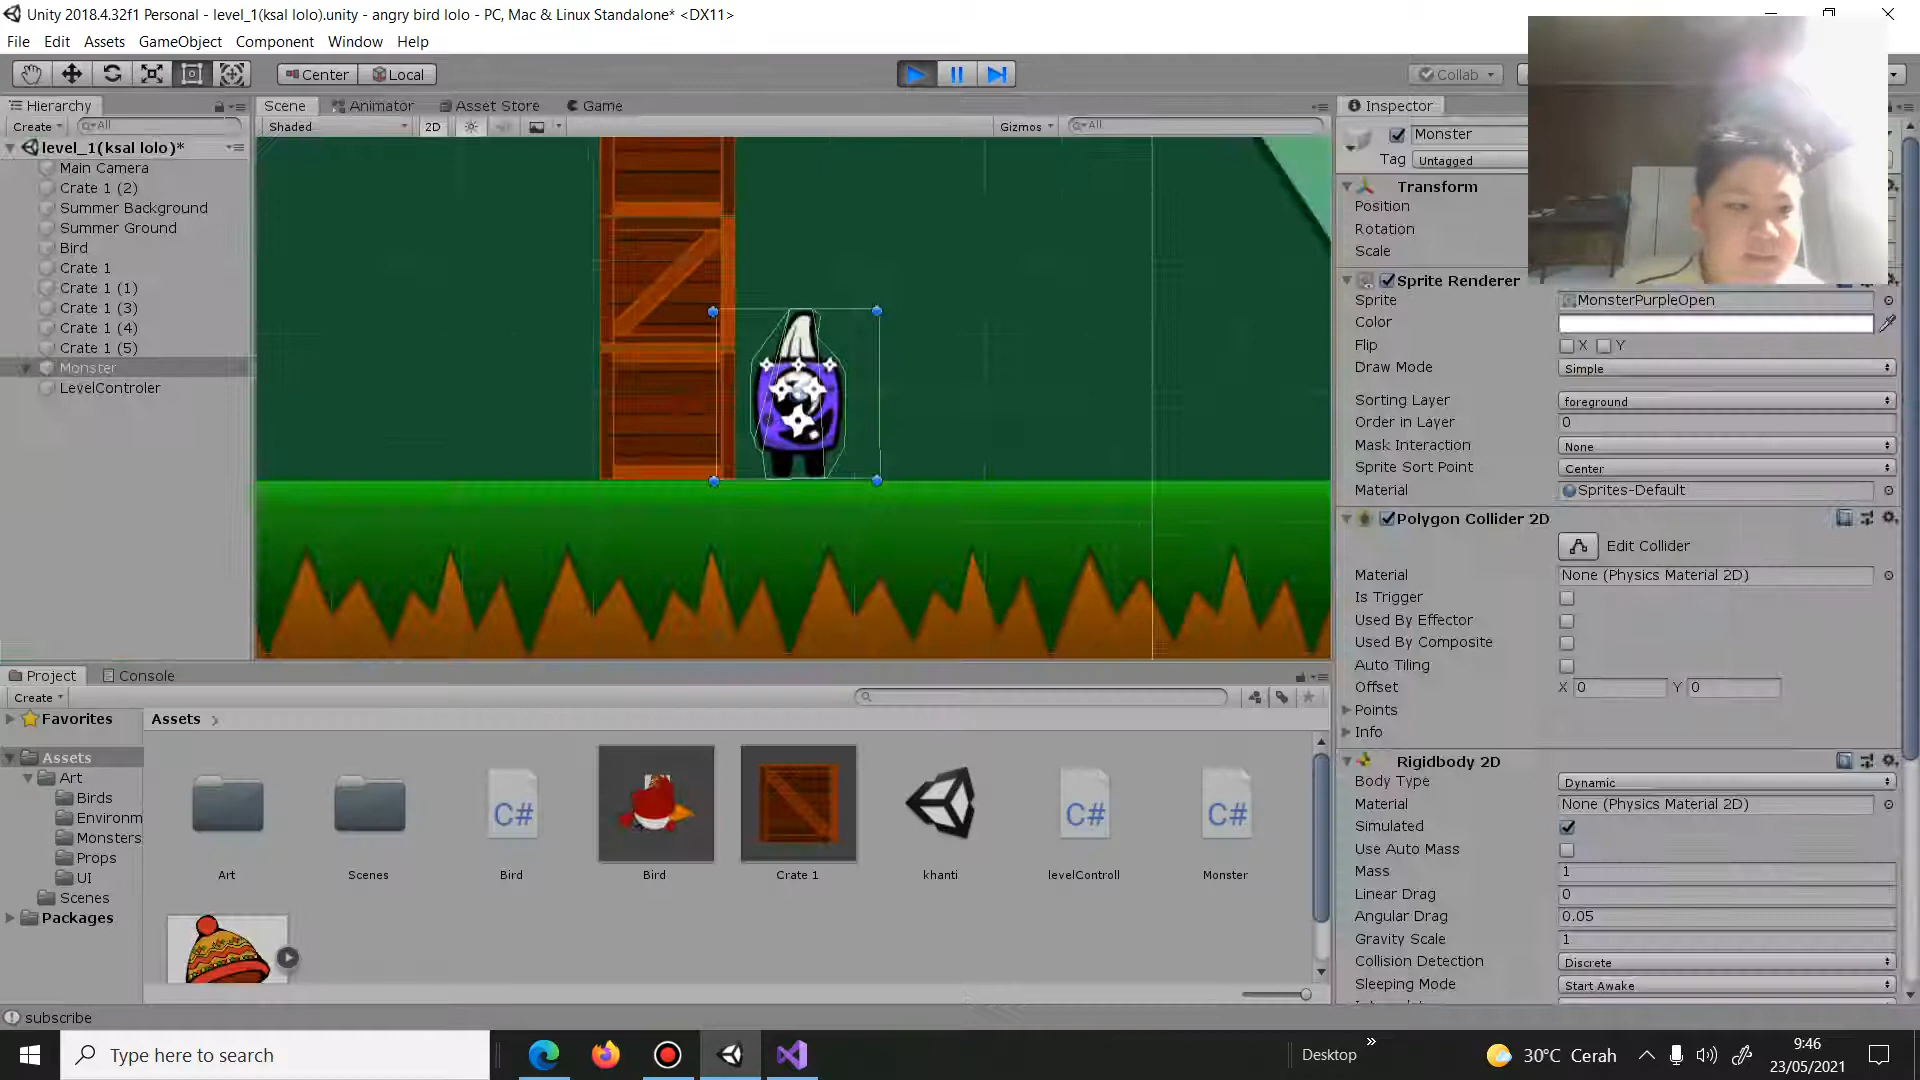 Unity 2018.4.32f1 Personal - level_1(ksal lolo).unity - angry bird lolo - PC, Mac & Linux Standalone* <DX11>
File Edit Assets GameObject Component Window Help
Center Local Collab
Hierarchy
Create All
level_1(ksal lolo)*
Main Camera
Crate 1 (2)
Summer Background
Summer Ground
Bird
Crate 1
Crate 1 (1)
Crate 1 (3)
Crate 1 (4)
Crate 1 (5)
Monster
LevelControler
Scene Animator Asset Store Game
Shaded 2D Gizmos All
Inspector
Monster
Tag Untagged
Transform
Position
Rotation
Scale
Sprite Renderer
Sprite MonsterPurpleOpen
Color
Flip X Y
Draw Mode Simple
Sorting Layer foreground
Order in Layer 0
Mask Interaction None
Sprite Sort Point Center
Material Sprites-Default
Polygon Collider 2D
Edit Collider
Material None (Physics Material 2D)
Is Trigger
Used By Effector
Used By Composite
Auto Tiling
Offset X 0 Y 0
Points
Info
Rigidbody 2D
Body Type Dynamic
Material None (Physics Material 2D)
Simulated
Use Auto Mass
Mass 1
Linear Drag 0
Angular Drag 0.05
Gravity Scale 1
Collision Detection Discrete
Sleeping Mode Start Awake
Project Console
Create
Favorites
Assets
Art
Birds
Environm
Monsters
Props
UI
Scenes
Packages
Assets
C# C# C#
Art Scenes Bird Bird Crate 1 khanti levelControll Monster
subscribe
Type here to search
Desktop
30°C Cerah
9:46
23/05/2021